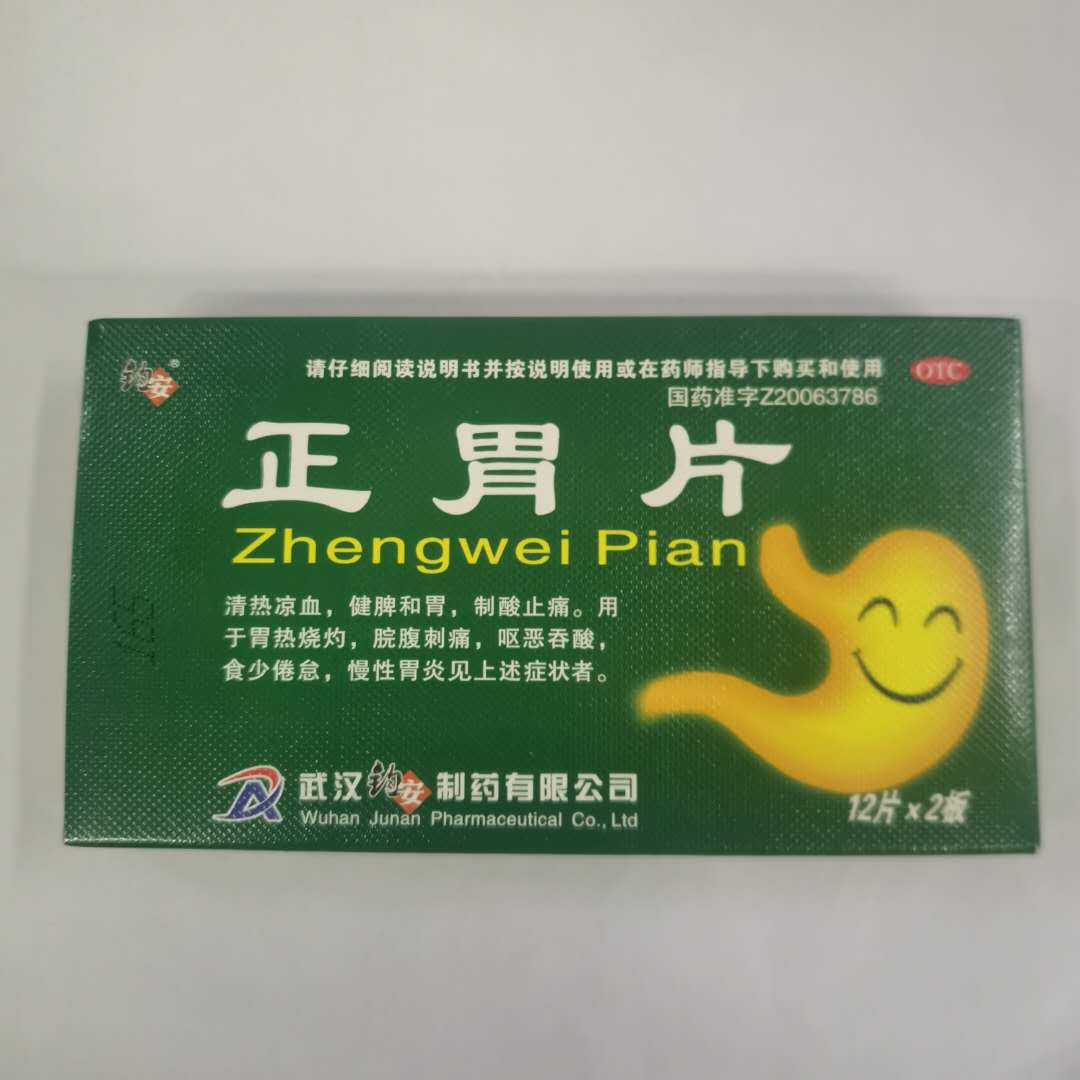 钧安®
请仔细阅读说明书并按说明使用或在药师指导下购买和使用
OTC
国药准字Z20063786
正胃片
Zhengwei Pian
清热凉血，健脾和胃，制酸止痛。用
于胃热烧灼，脘腹刺痛，呕恶吞酸，
食少倦怠，慢性胃炎见上述症状者。
武汉钧安制药有限公司
Wuhan Junan Pharmaceutical Co., Ltd
12片x2板